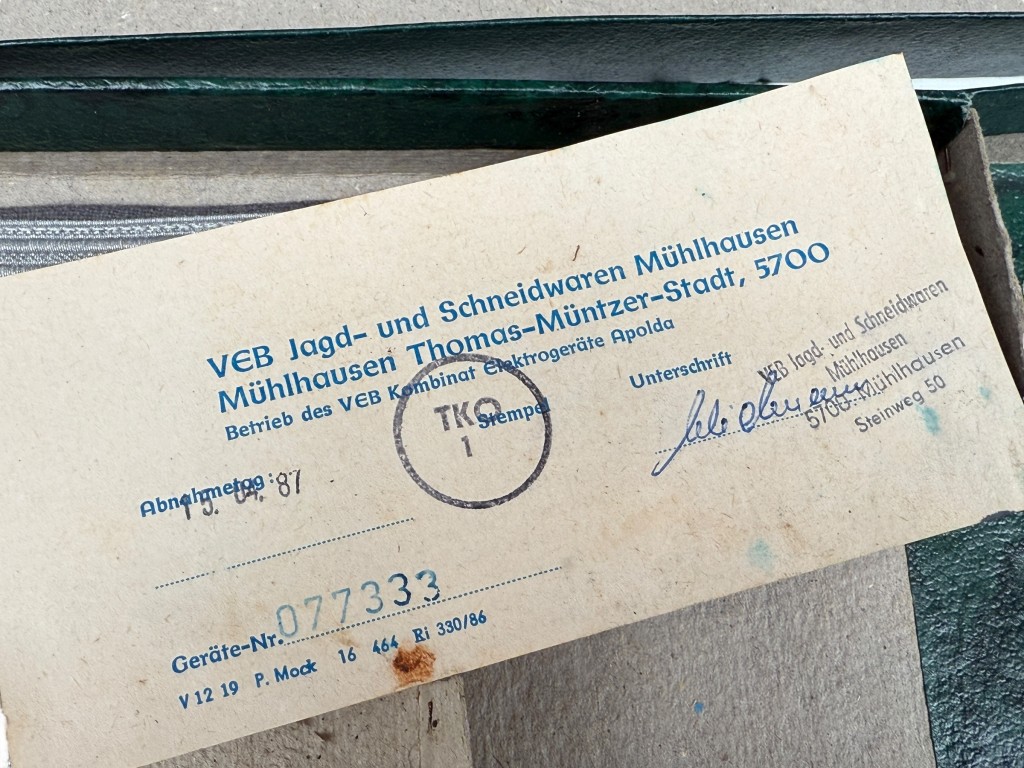 VEB Jagd- und Schneidwaren Mühlhausen
Mühlhausen Thomas-Müntzer-Stadt, 5700
Betrieb des VEB Kombinat Elektrogeräte Apolda
Unterschrift
VEB Jagd- und Schneidwaren
Mühlhausen
5700 Mühlhausen
Steinweg 50
TKO
1
Stempel
Abnahmetag:
04. 87
Geräte-Nr. 077333
V 12 19 P. Mock 16 464 Ri 330/86